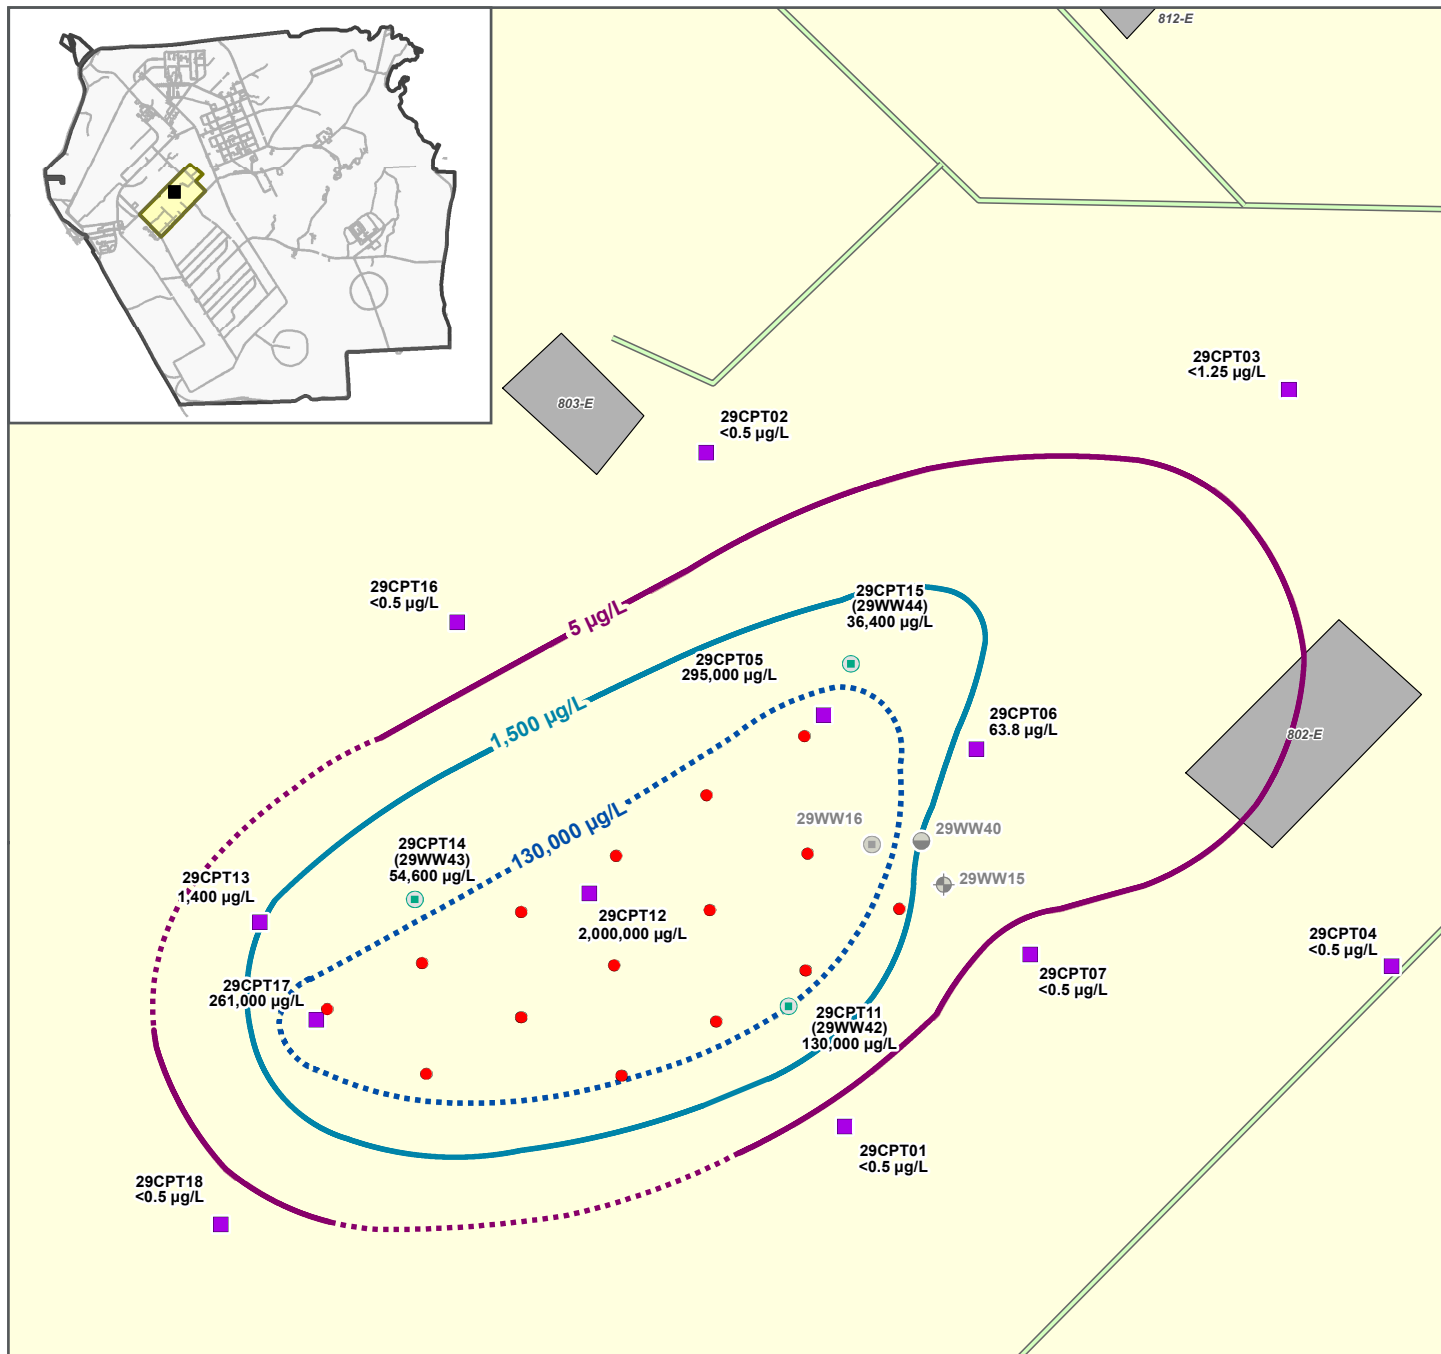 812-E
29CPT03
<1.25 µg/L
803-E
29CPT02
<0.5 µg/L
29CPT16
<0.5 µg/L
5 µg/L
29CPT15
(29WW44)
36,400 µg/L
29CPT05
295,000 µg/L
1,500 µg/L
29CPT06
63.8 µg/L
802-E
130,000 µg/L
29WW16
29WW40
29CPT14
(29WW43)
54,600 µg/L
29CPT13
1,400 µg/L
29WW15
29CPT12
2,000,000 µg/L
29CPT04
<0.5 µg/L
29CPT07
<0.5 µg/L
29CPT17
261,000 µg/L
29CPT11
(29WW42)
130,000 µg/L
29CPT01
<0.5 µg/L
29CPT18
<0.5 µg/L